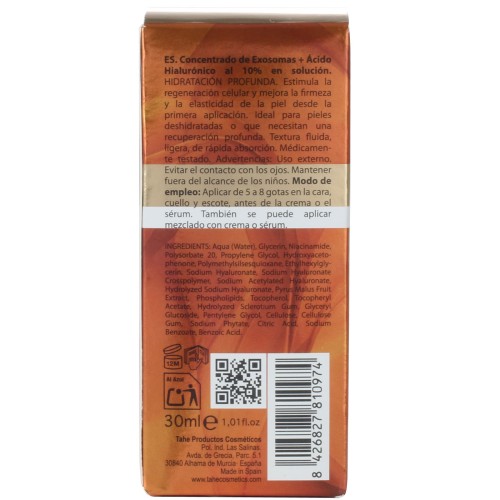 ES. Concentrado de Exosomas + Ácido
Hialurónico al 10% en solución.
HIDRATACIÓN PROFUNDA. Estimula la
regeneración celular y mejora la firmeza
y la elasticidad de la piel desde la
primera aplicación. Ideal para pieles
deshidratadas o que necesitan una
recuperación profunda. Textura fluida,
ligera, de rápida absorción. Médicamen-
te testado. Advertencias: Uso externo.
Evitar el contacto con los ojos. Mantener
fuera del alcance de los niños. Modo de
empleo: Aplicar de 5 a 8 gotas en la cara,
cuello y escote, antes de la crema o el
sérum. También se puede aplicar
mezclado con crema o sérum.
INGREDIENTS: Aqua (Water), Glycerin, Niacinamide,
Polysorbate 20, Propylene Glycol, Hydroxyaceto-
phenone, Polymethylsilsesquioxane, Ethylhexylgly-
cerin, Sodium Hyaluronate, Sodium Hyaluronate
Crosspolymer, Sodium Acetylated Hyaluronate,
Hydrolyzed Sodium Hyaluronate, Pyrus Malus Fruit
Extract, Phospholipids, Tocopherol, Tocopheryl
Acetate, Hydrolyzed Sclerotium Gum, Glycetyl
Glucoside, Pentylene Glycol, Cellulose, Cellulose
Gum, Sodium Phytate, Citric Acid, Sodium
Benzoate, Benzoic Acid.
12M
Al Azul
30ml e 1,01fl.oz
Tahe Productos Cosméticos
Pol. Ind. Las Salinas,
Avda. de Grecia, Parc. 5.1
30840 Alhama de Murcia· España
Made in Spain
www.tahecosmetics.com
8 426827 810974